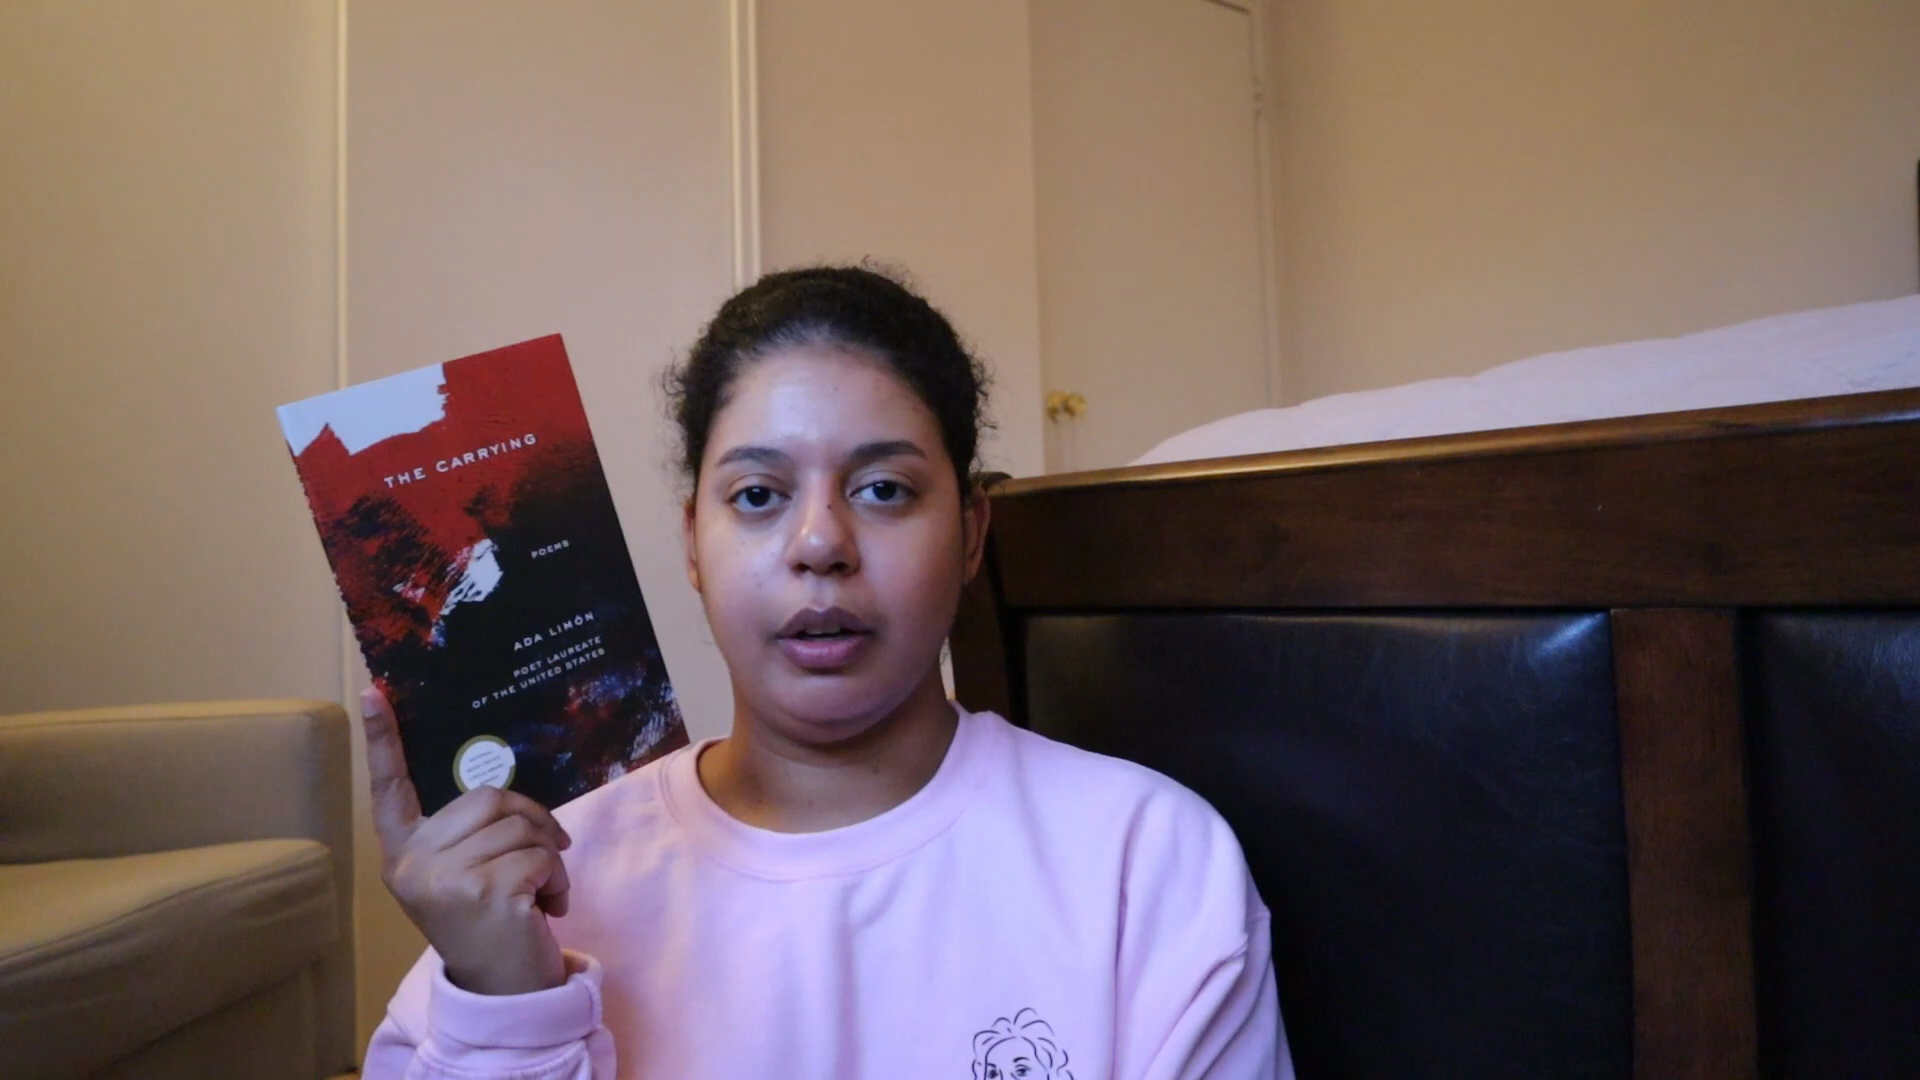 THE CARRYING
POEMS
ADA LIMÓN
POET LAUREATE
OF THE UNITED STATES